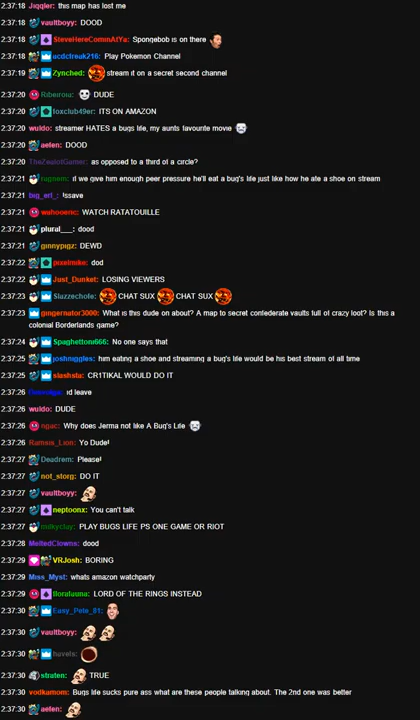 2:37:18 Jiggler: this map has lost me
2:37:18 vaultboyy: DOOD
2:37:18 SteveHereCominAtYa: Spongebob is on there
2:37:18 acdcfreak216: Play Pokemon Channel
2:37:19 Zynched: stream it on a secret second channel
2:37:20 Ribeirou: DUDE
2:37:20 foxclub49er: ITS ON AMAZON
2:37:20 wuldo: streamer HATES a bugs life, my aunts favourite movie
2:37:20 aelen: DOOD
2:37:20 TheZealotGamer: as opposed to a third of a circle?
2:37:21 rugnem: if we give him enough peer pressure he'll eat a bug's life just like how he ate a shoe on stream
2:37:21 big_erl_: !ssave
2:37:21 wahooeric: WATCH RATATOUILLE
2:37:21 plural___: dood
2:37:21 ginnypigz: DEWD
2:37:22 pixelmike: dod
2:37:22 Just_Dunket: LOSING VIEWERS
2:37:23 Slazzechole: CHAT SUX CHAT SUX
2:37:23 gingernator3000: What is this dude on about? A map to secret confederate vaults full of crazy loot? Is this a
colonial Borderlands game?
2:37:24 Spaghettoni666: No one says that
2:37:25 joshniggles: him eating a shoe and streaming a bug's life would be his best stream of all time
2:37:25 slashsta: CR1TIKAL WOULD DO IT
2:37:26 id leave
2:37:26 wuldo: DUDE
2:37:26 ngac: Why does Jerma not like A Bug's Life
2:37:26 Ramsis_Lion: Yo Dude!
2:37:27 Deadrem: Please!
2:37:27 not_storg: DO IT
2:37:27 vaultboyy:
2:37:27 neptoonx: You can't talk
2:37:27 milkyclay: PLAY BUGS LIFE PS ONE GAME OR RIOT
2:37:28 MeltedClowns: dood
2:37:29 VRJosh: BORING
2:37:29 Miss_Myst: whats amazon watchparty
2:37:29 florafauna: LORD OF THE RINGS INSTEAD
2:37:30 Easy_Pete_91:
2:37:30 vaultboyy:
2:37:30 havels:
2:37:30 straten: TRUE
2:37:30 vodkamom: Bugs life sucks pure ass what are these people talking about. The 2nd one was better
2:37:30 aelen: